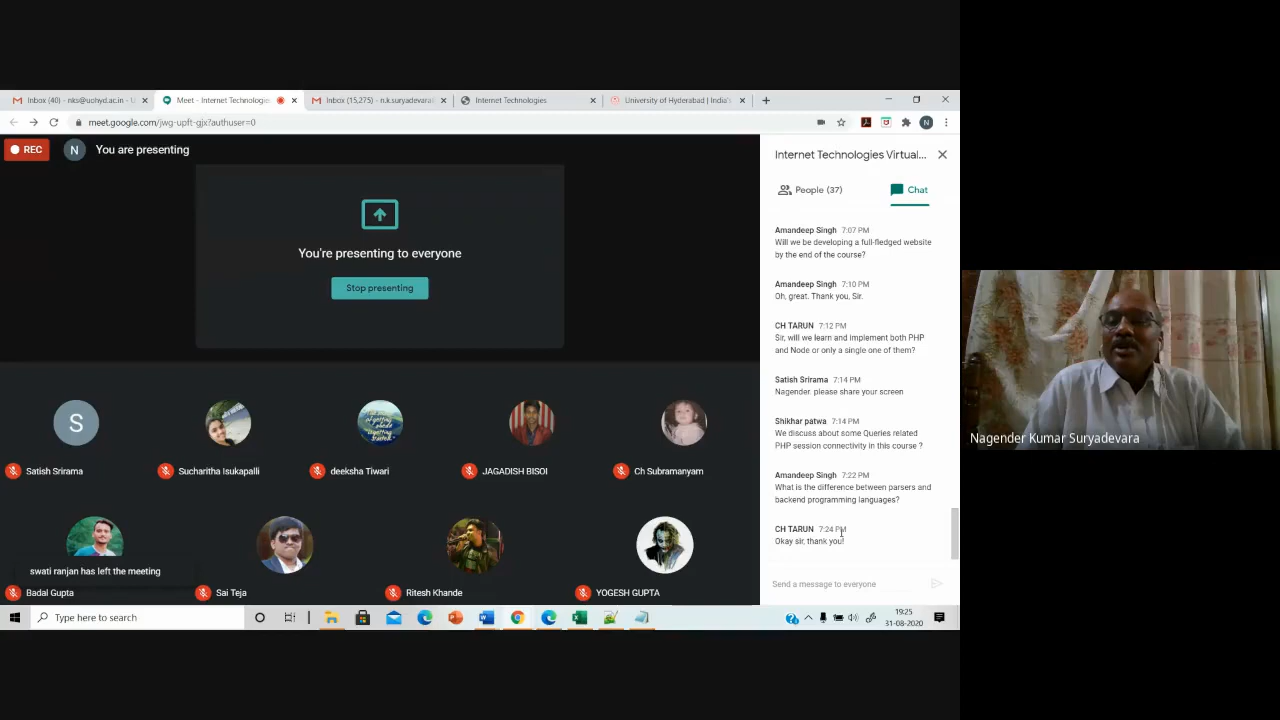 Inbox (40) - nks@uohyd.ac.in - U
Meet - Internet Technologie
Inbox (15,275) - n.k.suryadevara
Internet Technologies
University of Hyderabad | India's
meet.google.com/jwg-upft-gjx?authuser=0
N
REC
N
You are presenting
You're presenting to everyone
Stop presenting
Internet Technologies Virtual...
People (37)
Chat
Amandeep Singh 7:07 PM
Will we be developing a full-fledged website
by the end of the course?
Amandeep Singh 7:10 PM
Oh, great. Thank you, Sir.
CH TARUN 7:12 PM
Sir, will we learn and implement both PHP
and Node or only a single one of them?
Satish Srirama 7:14 PM
Nagender. please share your screen
Shikhar patwa 7:14 PM
We discuss about some Queries related
PHP session connectivity in this course ?
Amandeep Singh 7:22 PM
What is the difference between parsers and
backend programming languages?
CH TARUN 7:24 PM
Okay sir, thank you!
Send a message to everyone
S
Satish Srirama
Sucharitha Isukapalli
deeksha Tiwari
JAGADISH BISOI
Ch Subramanyam
swati ranjan has left the meeting
Badal Gupta
Sai Teja
Ritesh Khande
YOGESH GUPTA
Type here to search
19:25
31-08-2020
Nagender Kumar Suryadevara